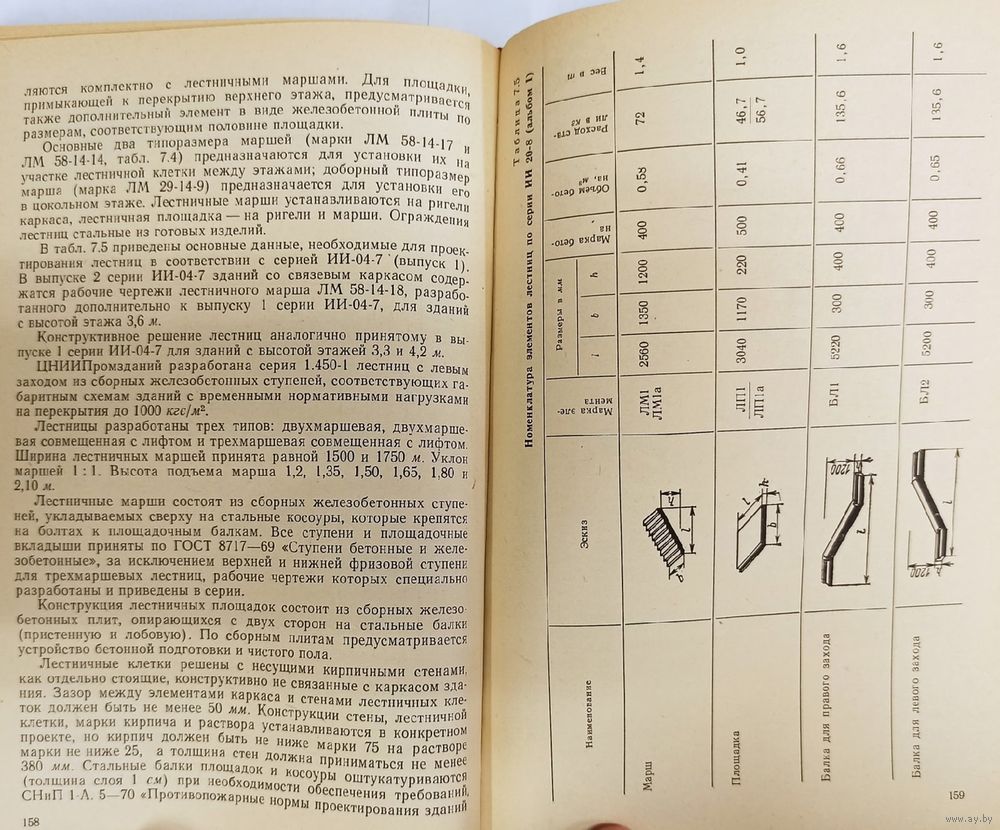 ляются комплектно с лестничными маршами. Для площадки,
примыкающей к перекрытию верхнего этажа, предусматривается
также дополнительный элемент в виде железобетонной плиты по
размерам, соответствующим половине площадки.
Основные два типоразмера маршей (марки ЛМ 58-14-17 и
ЛМ 58-14-14, табл. 7.4) предназначаются для установки их на
участке лестничной клетки между этажами; доборный типоразмер
марша (марка ЛМ 29-14-9) предназначается для установки его
в цокольном этаже. Лестничные марши устанавливаются на ригели
каркаса, лестничная площадка — на ригели и марши. Ограждения
лестниц стальные из готовых изделий.
В табл. 7.5 приведены основные данные, необходимые для проек-
тирования лестниц в соответствии с серией ИИ-04-7 (выпуск 1).
В выпуске 2 серии ИИ-04-7 зданий со связевым каркасом содер-
жатся рабочие чертежи лестничного марша ЛМ 58-14-18, разрабо-
танного дополнительно к выпуску 1 серии ИИ-04-7, для зданий
с высотой этажа 3,6 м.
Конструктивное решение лестниц аналогично принятому в вы-
пуске 1 серии ИИ-04-7 для зданий с высотой этажей 3,3 и 4,2 м.
ЦНИИПромзданий разработана серия 1.450-1 лестниц с левым
заходом из сборных железобетонных ступеней, соответствующих га-
баритным схемам зданий с временными нормативными нагрузками
на перекрытия до 1000 кгс/м².
Лестницы разработаны трех типов: двухмаршевая, двухмарше-
вая совмещенная с лифтом и трехмаршевая совмещенная с лифтом.
Ширина лестничных маршей принята равной 1500 и 1750 м. Уклон
маршей 1 : 1. Высота подъема марша 1,2, 1,35, 1,50, 1,65, 1,80 и
2,10 м.
Лестничные марши состоят из сборных железобетонных ступе-
ней, укладываемых сверху на стальные косоуры, которые крепятся
на болтах к площадочным балкам. Все ступени и площадочные
вкладыши приняты по ГОСТ 8717—69 «Ступени бетонные и желе-
зобетонные», за исключением верхней и нижней фризовой ступени
для трехмаршевых лестниц, рабочие чертежи которых специально
разработаны и приведены в серии.
Конструкция лестничных площадок состоит из сборных железо-
бетонных плит, опирающихся с двух сторон на стальные балки
(пристенную и лобовую). По сборным плитам предусматривается
устройство бетонной подготовки и чистого пола.
Лестничные клетки решены с несущими кирпичными стенами,
как отдельно стоящие, конструктивно не связанные с каркасом зда-
ния. Зазор между элементами каркаса и стенами лестничных кле-
ток должен быть не менее 50 мм. Конструкции стены, лестничной
клетки, марки кирпича и раствора устанавливаются в конкретном
проекте, но кирпич должен быть не ниже марки 75 на растворе
марки не ниже 25, а толщина стен должна приниматься не менее
380 мм. Стальные балки площадок и косоуры оштукатуриваются
(толщина слоя 1 см) при необходимости обеспечения требований,
СНиП 1-А. 5—70 «Противопожарные нормы проектирования зданий
158
Таблица 7.5
Номенклатура элементов лестниц по серии ИИ 20-8 (альбом 1)
Наименование
Эскиз
Марка эле-
мента
Размеры в мм
l
b
h
Марка бето-
на
Объем бето-
на, м³
Расход ста-
ли в кг
Вес в т
Марш
b
l
h
ЛМ1
ЛМ1а
2560
1350
1200
400
0,58
72
1,4
Площадка
l
b
h
ЛП1
ЛП1а
3040
1170
220
500
0,41
46,7
56,7
1,0
Балка для правого захода
l
1200
h
БЛ1
5220
300
400
400
0,66
135,6
1,6
Балка для левого захода
1200
h
l
БЛ2
5200
300
400
400
0,65
135,6
1,6
159
www.ay.by